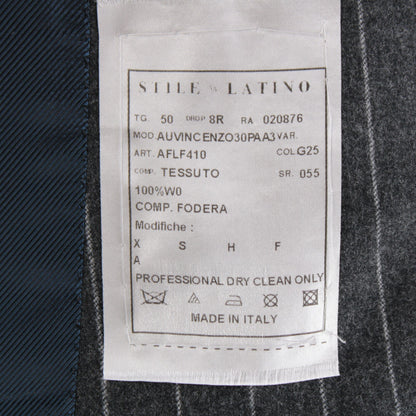 STILE LATINO
TG. 50 DROP 8R RA 020876
MOD. AUVINCENZO30PAA3 VAR.
ART. AFLF410 COL. G25
COMP. TESSUTO SR. 055
100%WO
COMP. FODERA
Modifiche :
X S H F
A
PROFESSIONAL DRY CLEAN ONLY
MADE IN ITALY